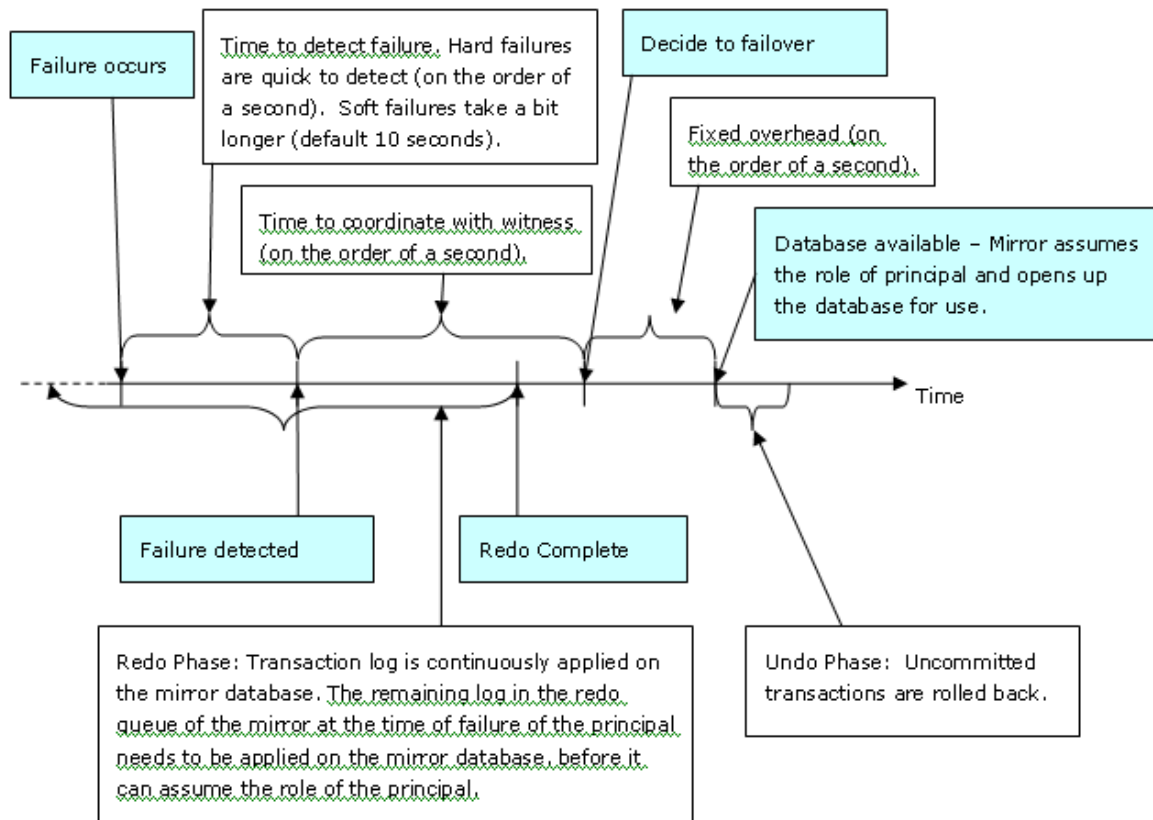 Failure occurs
Time to detect failure. Hard failures
are quick to detect (on the order of
a second).  Soft failures take a bit
longer (default 10 seconds).
Decide to failover
Fixed overhead (on
the order of a second).
Time to coordinate with witness
(on the order of a second).
Database available – Mirror assumes
the role of principal and opens up
the database for use.
Time
Failure detected
Redo Complete
Redo Phase: Transaction log is continuously applied on
the mirror database. The remaining log in the redo
queue of the mirror at the time of failure of the principal
needs to be applied on the mirror database, before it
can assume the role of the principal.
Undo Phase:  Uncommitted
transactions are rolled back.